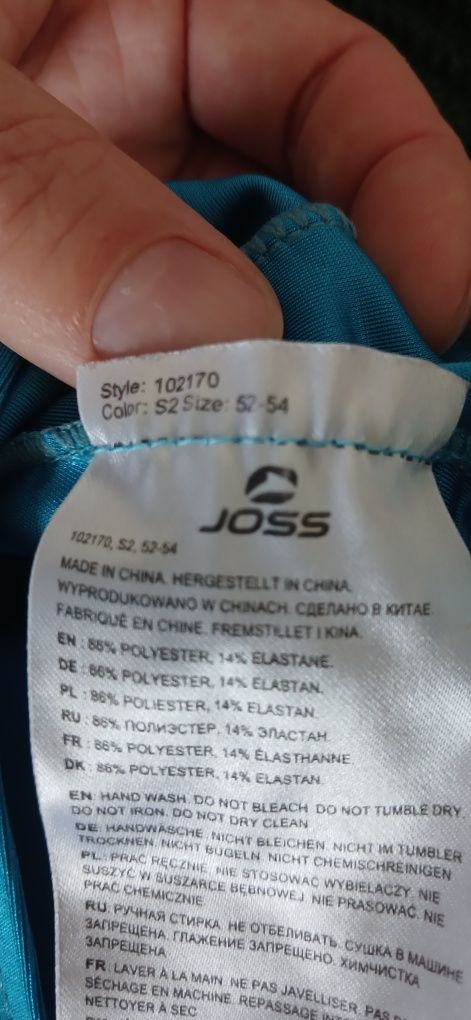 Style: 102170
Color: S2 Size: 52-54
JOSS
102170, S2, 52-54
MADE IN CHINA. HERGESTELLT IN CHINA.
WYPRODUKOWANO W CHINACH. СДЕЛАНО В КИТАЕ.
FABRIQUÉ EN CHINE. FREMSTILLET I KINA.
EN : 86% POLYESTER, 14% ELASTANE.
DE : 86% POLYESTER, 14% ELASTAN.
PL : 86% POLIESTER, 14% ELASTAN.
RU : 86% ПОЛИЭСТЕР, 14% ЭЛАСТАН.
FR : 86% POLYESTER, 14% ÉLASTHANNE.
DK : 86% POLYESTER, 14% ELASTAN.
EN: HAND WASH. DO NOT BLEACH. DO NOT TUMBLE DRY.
DO NOT IRON. DO NOT DRY CLEAN
DE: HANDWÄSCHE. NICHT BLEICHEN. NICHT IM TUMBLER
TROCKNEN. NICHT BÜGELN. NICHT CHEMISCHREINIGEN
PL : PRAĆ RĘCZNIE. NIE STOSOWAĆ WYBIELACZY. NIE
SUSZYĆ W SUSZARCE BĘBNOWEJ. NIE PRASOWAĆ. NIE
PRAĆ CHEMICZNIE
RU: РУЧНАЯ СТИРКА. НЕ ОТБЕЛИВАТЬ. СУШКА В МАШИНЕ
ЗАПРЕЩЕНА. ГЛАЖЕНИЕ ЗАПРЕЩЕНО. ХИМЧИСТКА
ЗАПРЕЩЕНА
FR: LAVER À LA MAIN. NE PAS JAVELLISER. PAS
SÉCHAGE EN MACHINE. REPASSAGE
NETTOYER À SEC